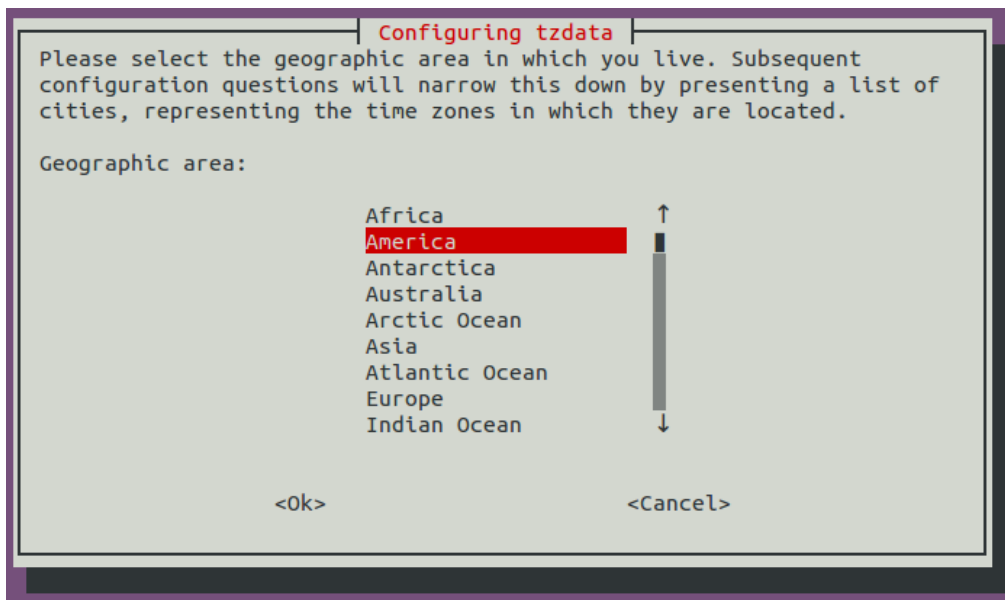 Configuring tzdata
Please select the geographic area in which you live. Subsequent
configuration questions will narrow this down by presenting a list of
cities, representing the time zones in which they are located.
Geographic area:
Africa ↑
America
Antarctica
Australia
Arctic Ocean
Asia
Atlantic Ocean
Europe
Indian Ocean ↓
<Ok> <Cancel>